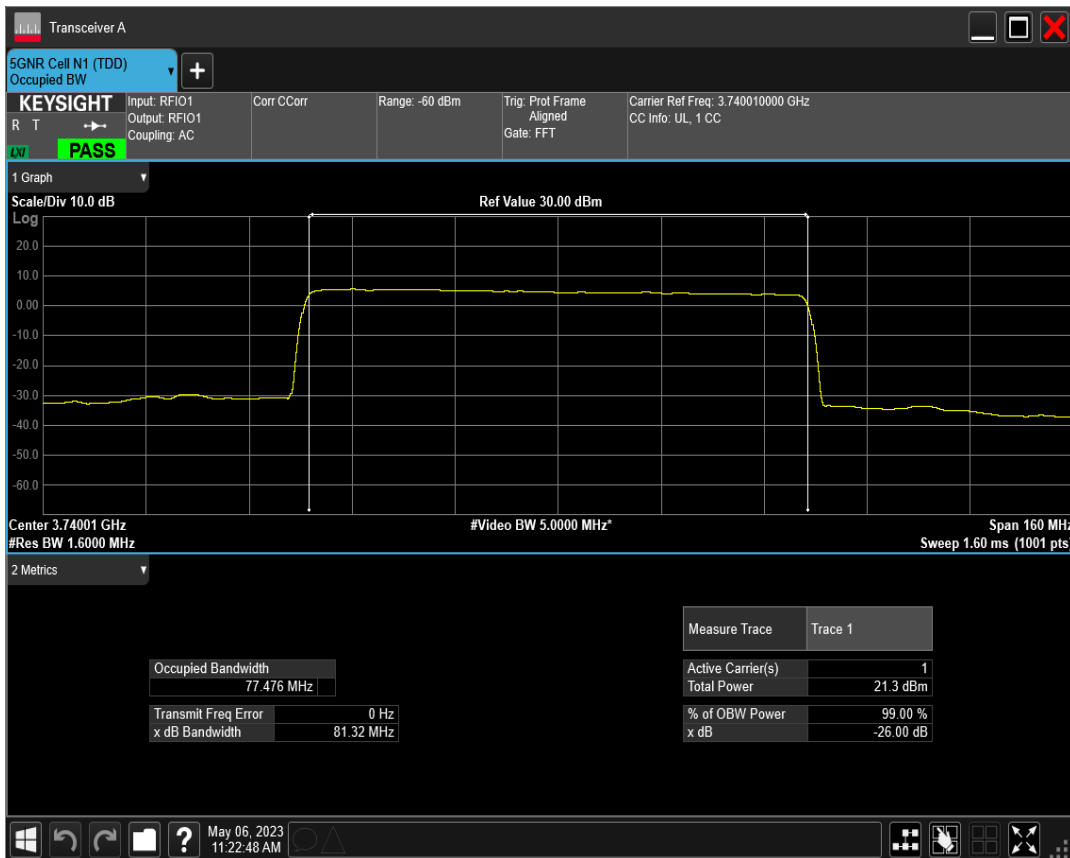 Transceiver A
5GNR Cell N1 (TDD)
Occupied BW
+
KEYSIGHT
R T
LXI
PASS
Input: RFIO1
Output: RFIO1
Coupling: AC
Corr CCorr
Range: -60 dBm
Trig: Prot Frame
Aligned
Gate: FFT
Carrier Ref Freq: 3.740010000 GHz
CC Info: UL, 1 CC
1 Graph
Scale/Div 10.0 dB
Ref Value 30.00 dBm
Log
20.0
10.0
0.00
-10.0
-20.0
-30.0
-40.0
-50.0
-60.0
Center 3.74001 GHz
#Video BW 5.0000 MHz*
Span 160 MHz
#Res BW 1.6000 MHz
Sweep 1.60 ms (1001 pts)
2 Metrics
Measure Trace Trace 1
Occupied Bandwidth
77.476 MHz
Active Carrier(s) 1
Total Power 21.3 dBm
Transmit Freq Error 0 Hz
x dB Bandwidth 81.32 MHz
% of OBW Power 99.00 %
x dB -26.00 dB
?
May 06, 2023
11:22:48 AM